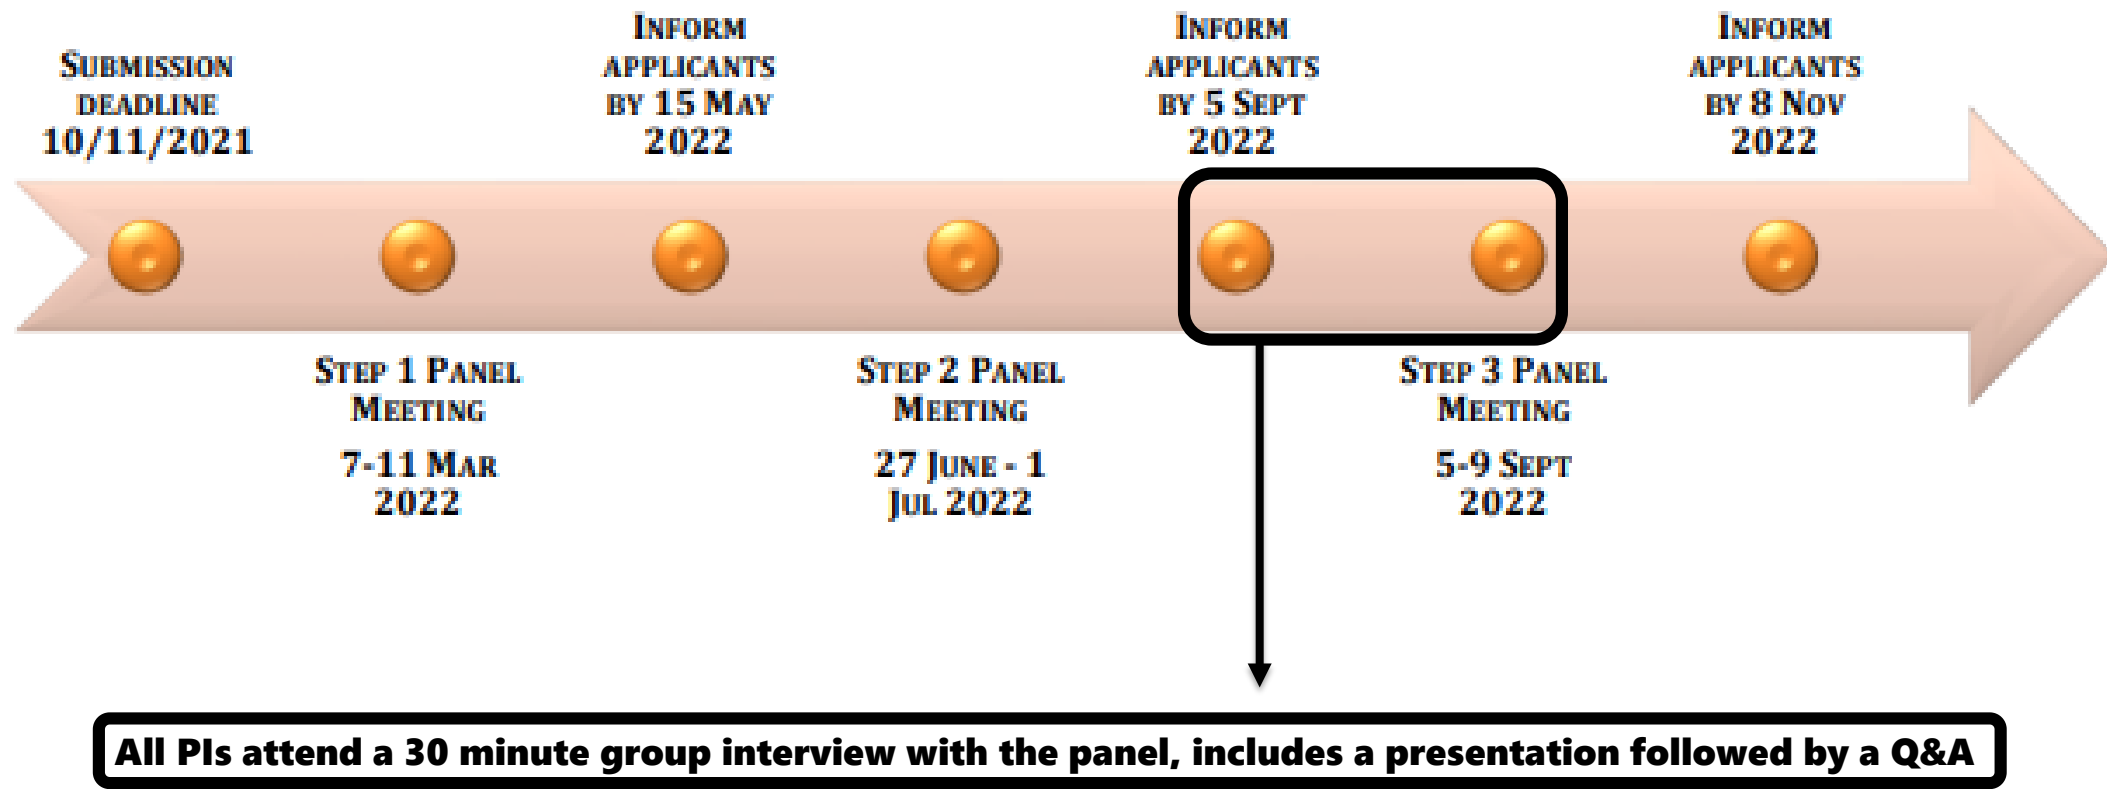 SUBMISSION
DEADLINE
10/11/2021
INFORM
APPLICANTS
BY 15 MAY
2022
INFORM
APPLICANTS
BY 5 SEPT
2022
INFORM
APPLICANTS
BY 8 NOV
2022
STEP 1 PANEL
MEETING
7-11 MAR
2022
STEP 2 PANEL
MEETING
27 JUNE - 1
JUL 2022
STEP 3 PANEL
MEETING
5-9 SEPT
2022
All PIs attend a 30 minute group interview with the panel, includes a presentation followed by a Q&A